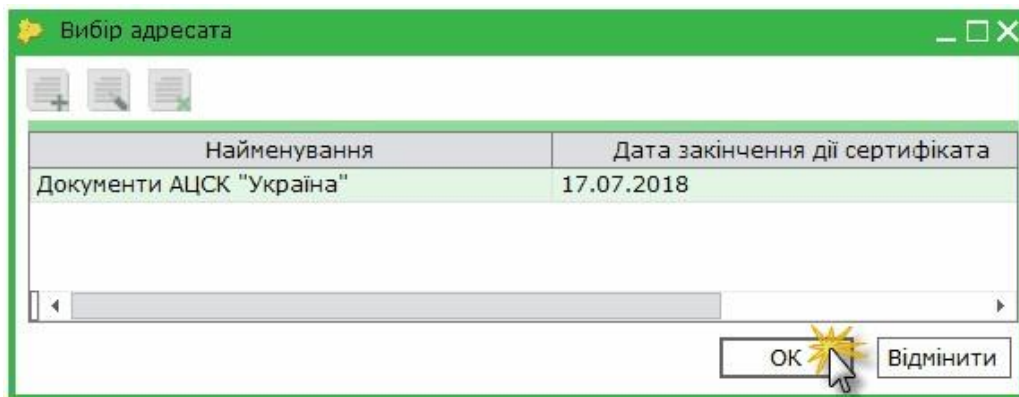 Вибір адресата
Найменування Дата закінчення дії сертифіката
Документи АЦСК "Україна" 17.07.2018
ОК Відмінити